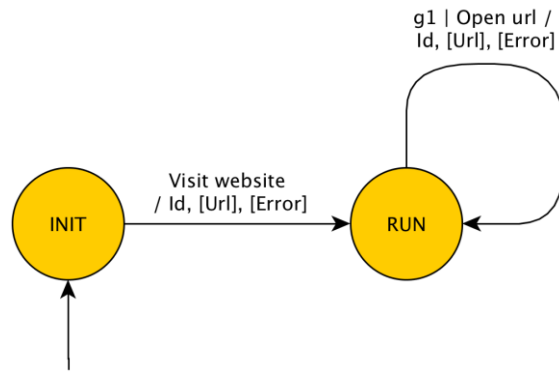 g1 | Open url /
Id, [Url], [Error]
Visit website
/ Id, [Url], [Error]
INIT
RUN